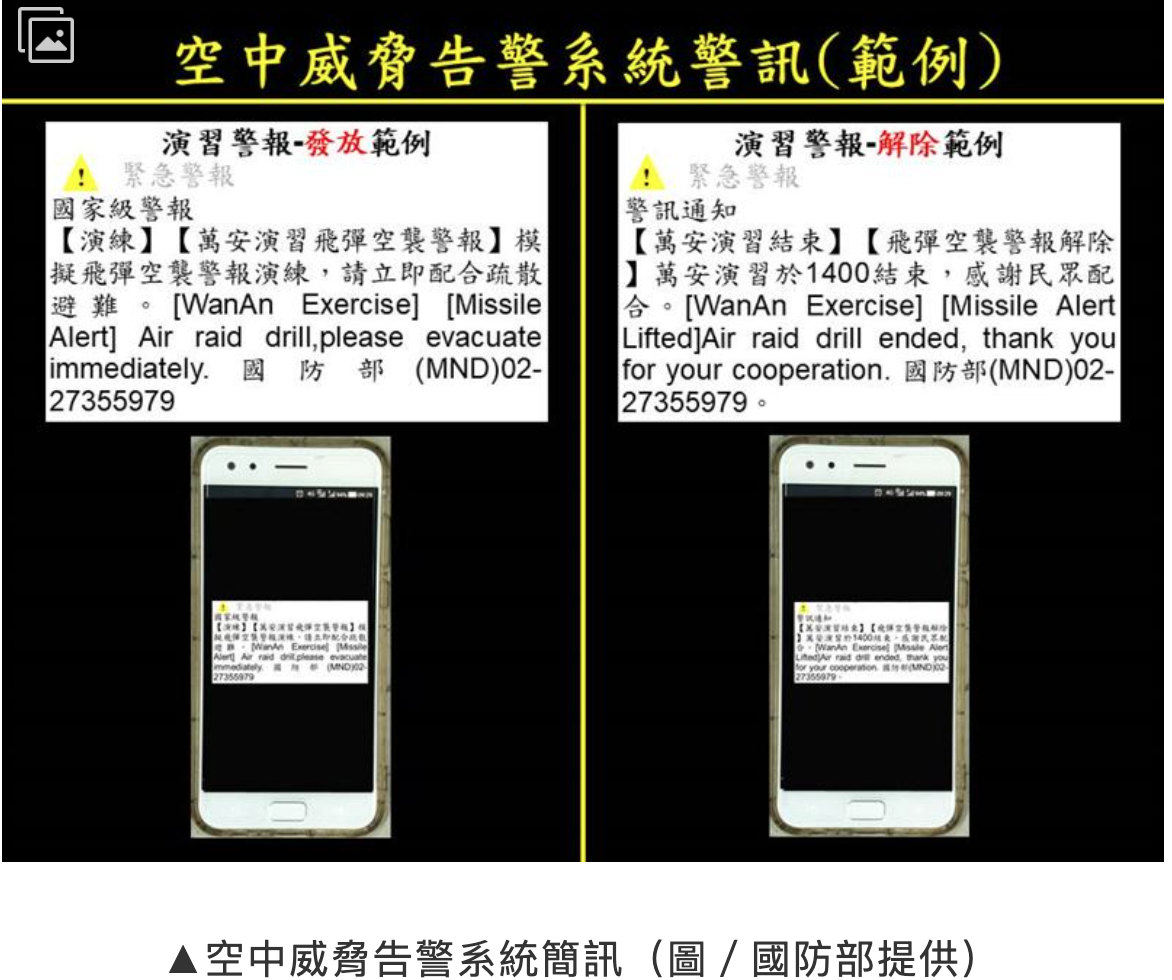 空中威脅告警系統警訊(範例)
演習警報-發放範例
緊急警報
國家級警報
【演練】【萬安演習飛彈空襲警報】模
擬飛彈空襲警報演練，請立即配合疏散
避難。[WanAn Exercise] [Missile
Alert] Air raid drill,please evacuate
immediately. 國防部 (MND)02-
27355979
演習警報-解除範例
緊急警報
警訊通知
【萬安演習結束】【飛彈空襲警報解除
】萬安演習於1400結束，感謝民眾配
合。[WanAn Exercise] [Missile Alert
Lifted]Air raid drill ended, thank you
for your cooperation. 國防部(MND)02-
27355979。
緊急警報
國家級警報
【演練】【萬安演習飛彈空襲警報】模
擬飛彈空襲警報演練，請立即配合疏散
避難。[WanAn Exercise] [Missile
Alert] Air raid drill,please evacuate
immediately. 國防部 (MND)02-
27355979
緊急警報
警訊通知
【萬安演習結束】【飛彈空襲警報解除
】萬安演習於1400結束，感謝民眾配
合。[WanAn Exercise] [Missile Alert
Lifted]Air raid drill ended, thank you
for your cooperation. 國防部(MND)02-
27355979。
▲空中威脅告警系統簡訊（圖／國防部提供）